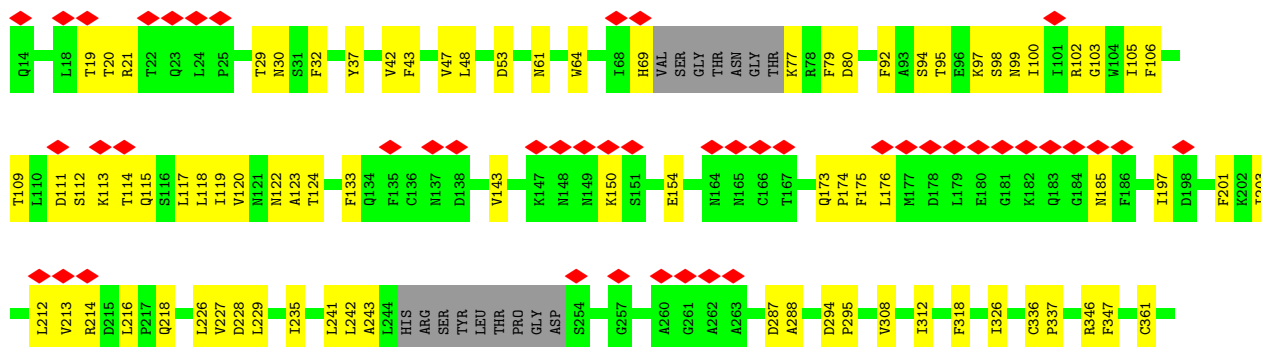 Q14 L18 T19 T20 R21 T22 Q23 L24 P25 T29 N30 S31 F32 Y37 V42 F43 V47 L48 D53 N61 W64 I68 H69 VAL SER GLY THR ASN GLY THR K77 R78 F79 D80 F92 A93 S94 T95 E96 K97 S98 N99 I100 I101 R102 G103 W104 I105 F106
T109 L110 D111 S112 K113 T114 Q115 S116 L117 L118 I119 V120 N121 N122 A123 T124 F133 Q134 F135 C136 N137 D138 V143 K147 N148 N149 K150 S151 E154 N164 N165 C166 T167 Q173 P174 F175 L176 M177 D178 L179 E180 G181 K182 Q183 G184 N185 F186 I197 D198 F201 K202 I203
L212 V213 R214 D215 L216 P217 Q218 L226 V227 D228 L229 I235 L241 L242 A243 L244 HIS ARG SER TYR LEU THR PRO GLY ASP S254 G257 A260 G261 A262 A263 D287 A288 D294 P295 V308 I312 F318 I326 C336 P337 R346 F347 C361